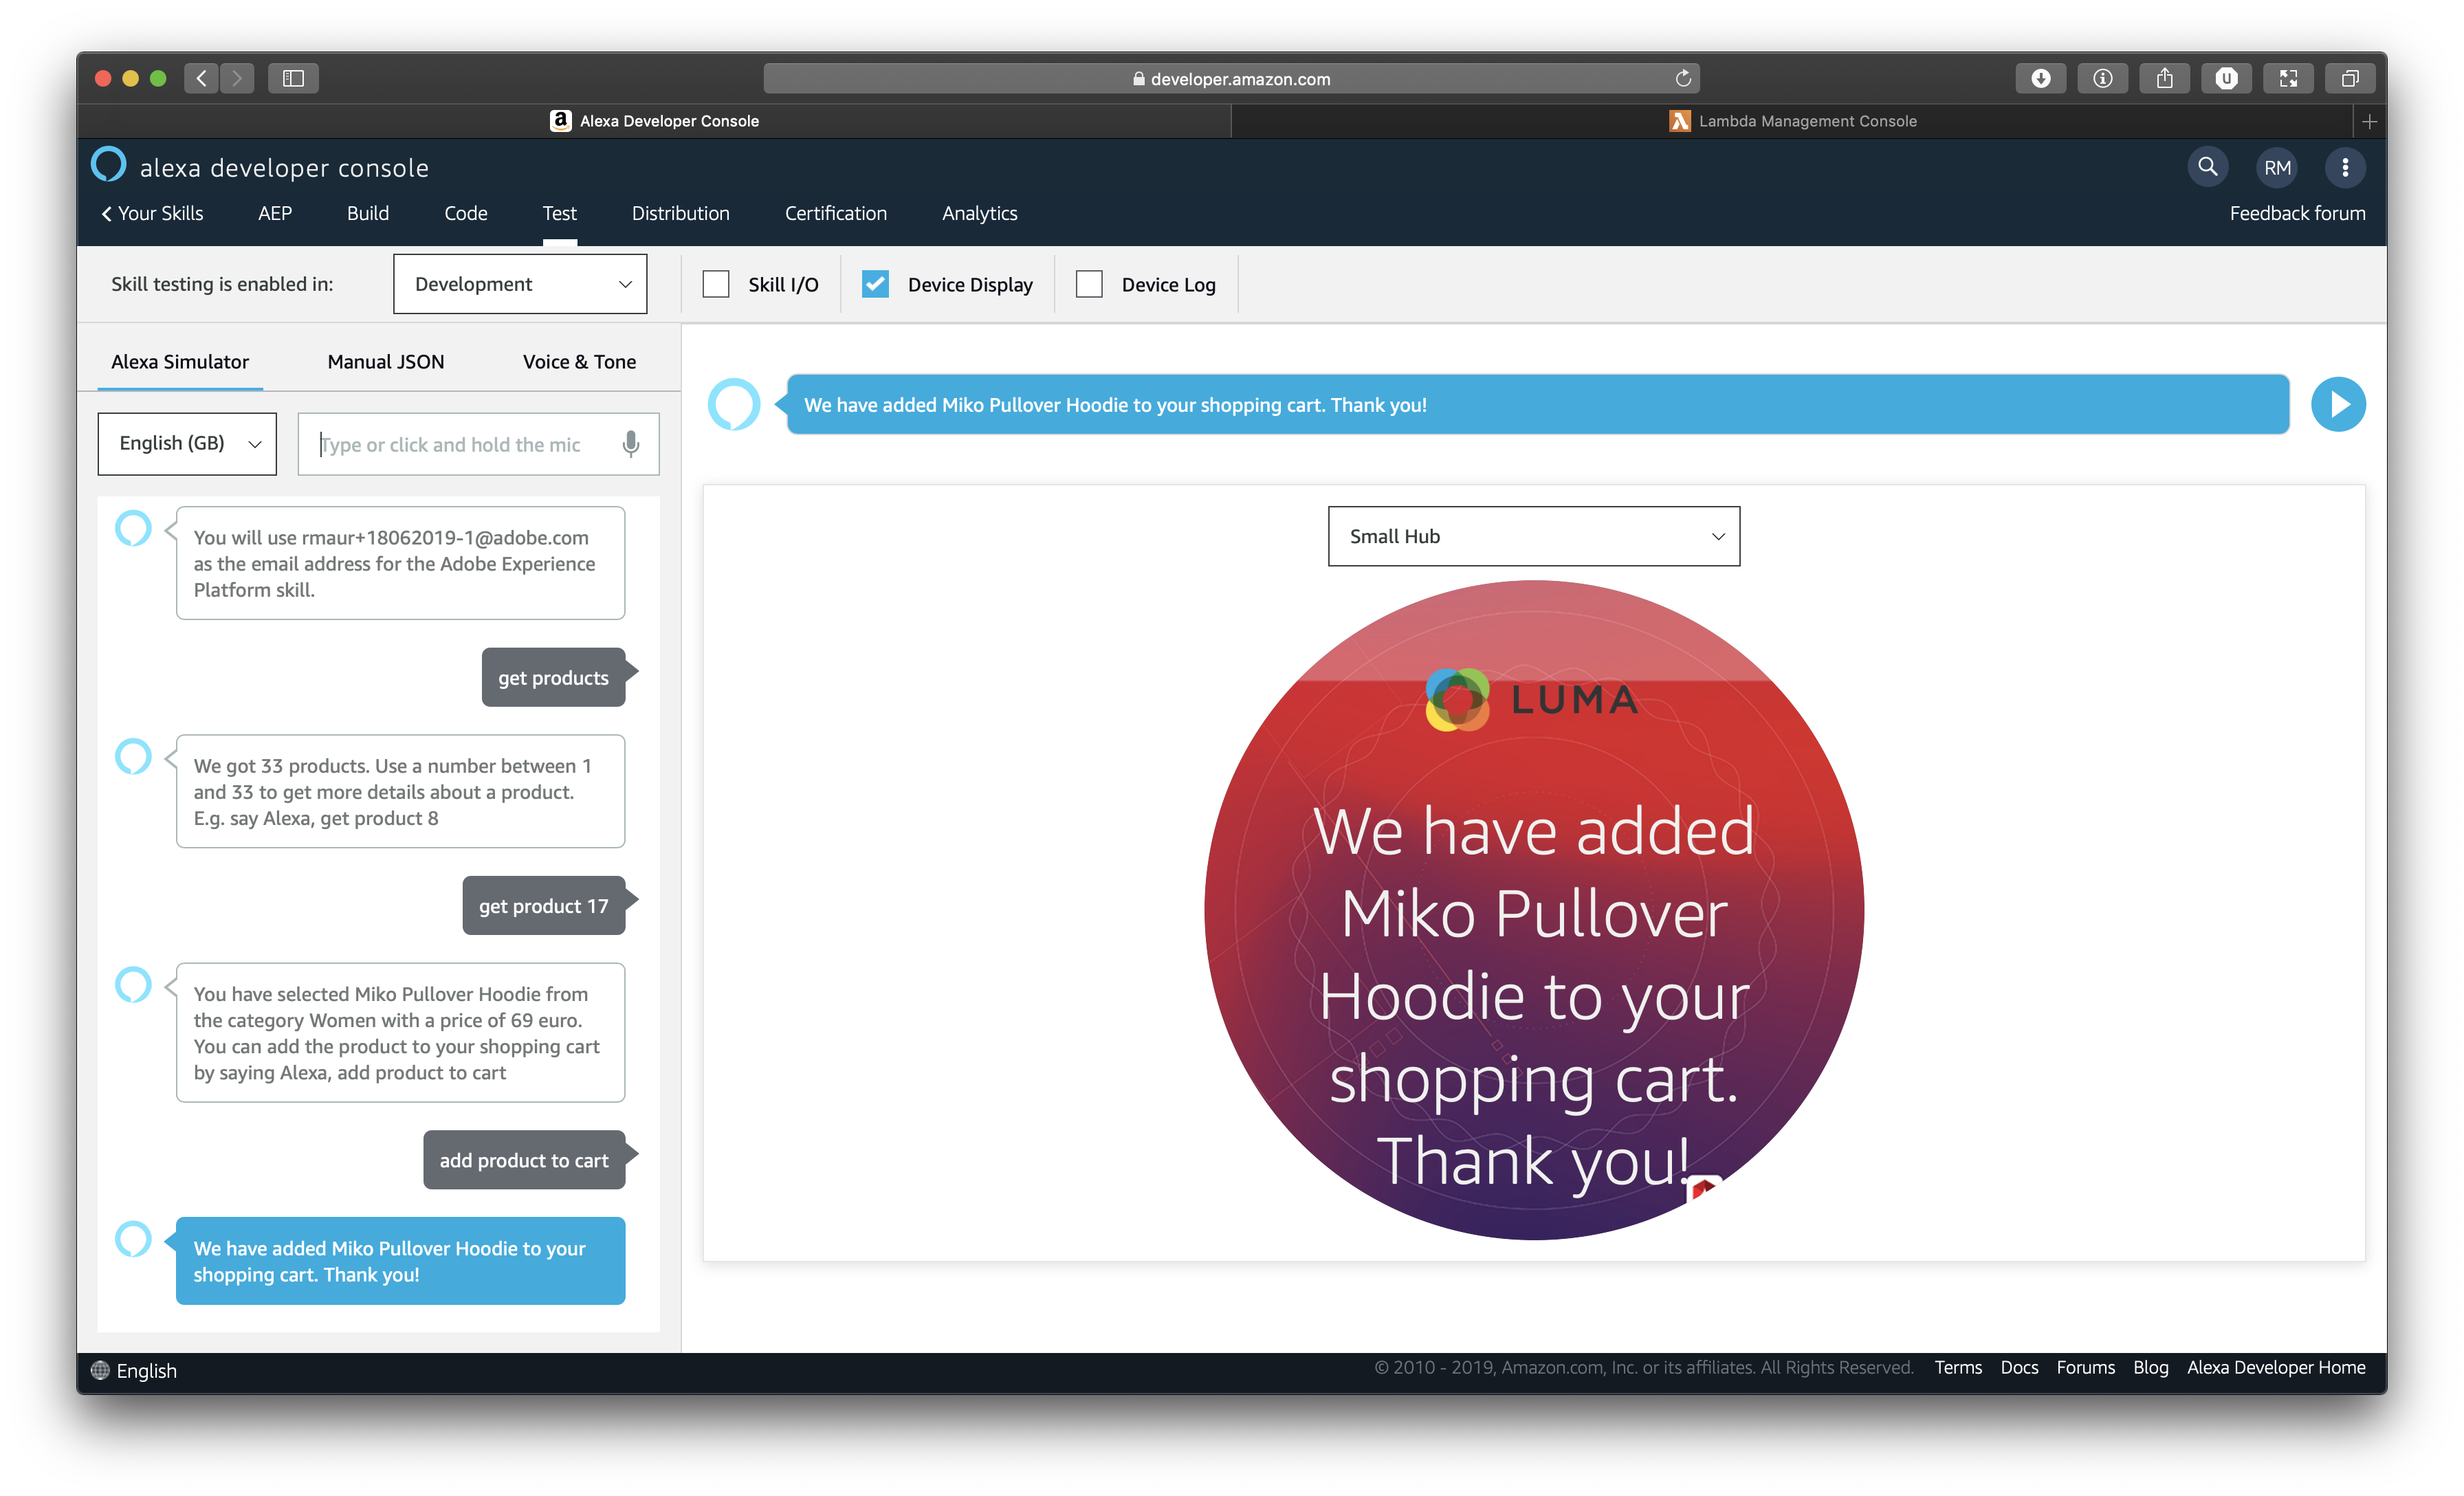 developer.amazon.com
Alexa Developer Console
Lambda Management Console
alexa developer console
RM
Your Skills
AEP
Build
Code
Test
Distribution
Certification
Analytics
Feedback forum
Skill testing is enabled in:
Development
Skill I/O
Device Display
Device Log
Alexa Simulator
Manual JSON
Voice & Tone
English (GB)
Type or click and hold the mic
You will use rmaur+18062019-1@adobe.com
as the email address for the Adobe Experience
Platform skill.
get products
We got 33 products. Use a number between 1
and 33 to get more details about a product.
E.g. say Alexa, get product 8
get product 17
You have selected Miko Pullover Hoodie from
the category Women with a price of 69 euro.
You can add the product to your shopping cart
by saying Alexa, add product to cart
add product to cart
We have added Miko Pullover Hoodie to your
shopping cart. Thank you!
We have added Miko Pullover Hoodie to your shopping cart. Thank you!
Small Hub
LUMA
We have added
Miko Pullover
Hoodie to your
shopping cart.
Thank you!
English
© 2010 - 2019, Amazon.com, Inc. or its affiliates. All Rights Reserved.
Terms
Docs
Forums
Blog
Alexa Developer Home